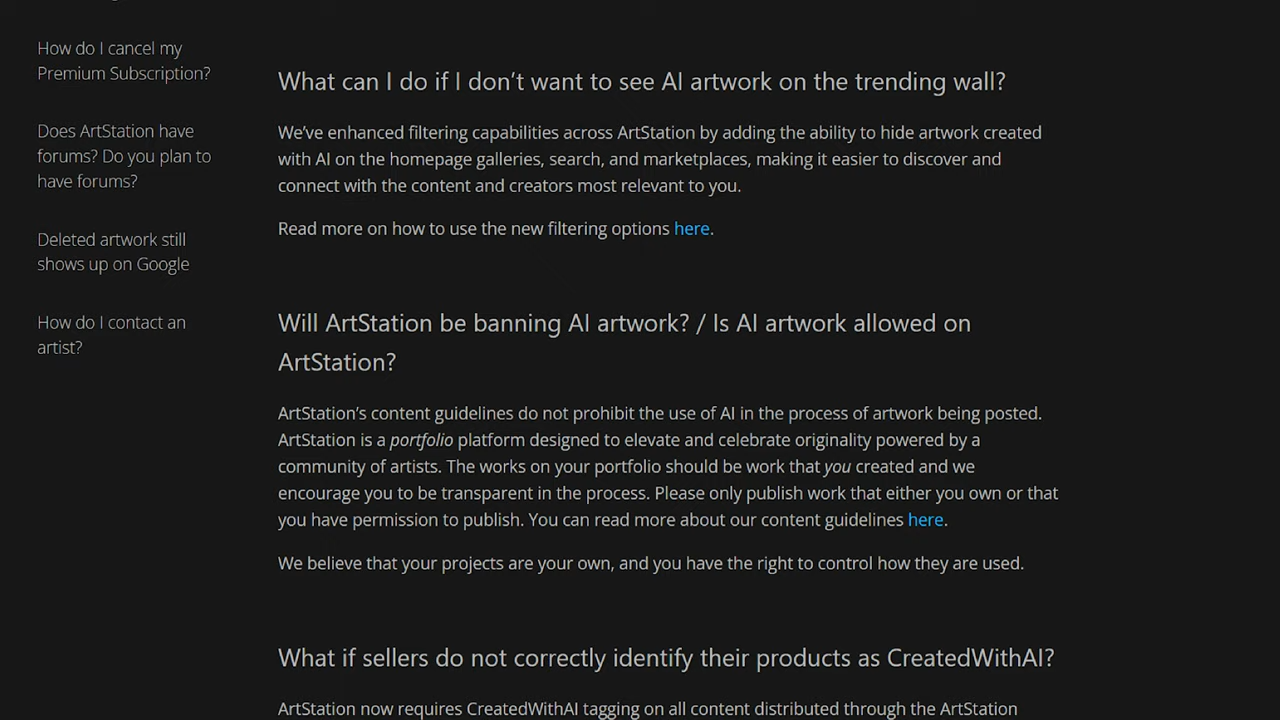 How do I cancel my
Premium Subscription?
Does ArtStation have
forums? Do you plan to
have forums?
Deleted artwork still
shows up on Google
How do I contact an
artist?
What can I do if I don’t want to see AI artwork on the trending wall?
We’ve enhanced filtering capabilities across ArtStation by adding the ability to hide artwork created
with AI on the homepage galleries, search, and marketplaces, making it easier to discover and
connect with the content and creators most relevant to you.
Read more on how to use the new filtering options here.
Will ArtStation be banning AI artwork? / Is AI artwork allowed on
ArtStation?
ArtStation’s content guidelines do not prohibit the use of AI in the process of artwork being posted.
ArtStation is a portfolio platform designed to elevate and celebrate originality powered by a
community of artists. The works on your portfolio should be work that you created and we
encourage you to be transparent in the process. Please only publish work that either you own or that
you have permission to publish. You can read more about our content guidelines here.
We believe that your projects are your own, and you have the right to control how they are used.
What if sellers do not correctly identify their products as CreatedWithAI?
ArtStation now requires CreatedWithAI tagging on all content distributed through the ArtStation